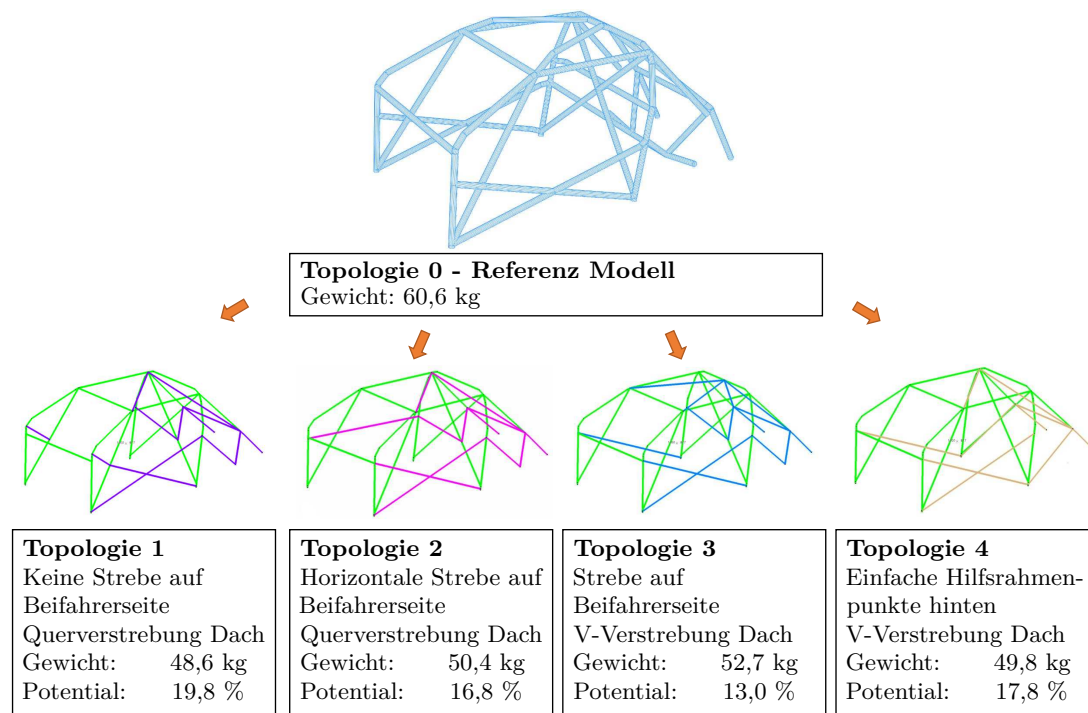 Topologie 0 - Referenz Modell
Gewicht: 60,6 kg
Topologie 1
Keine Strebe auf
Beifahrerseite
Querverstrebung Dach
Gewicht: 48,6 kg
Potential: 19,8 %
Topologie 2
Horizontale Strebe auf
Beifahrerseite
Querverstrebung Dach
Gewicht: 50,4 kg
Potential: 16,8 %
Topologie 3
Strebe auf
Beifahrerseite
V-Verstrebung Dach
Gewicht: 52,7 kg
Potential: 13,0 %
Topologie 4
Einfache Hilfsrahmen-
punkte hinten
V-Verstrebung Dach
Gewicht: 49,8 kg
Potential: 17,8 %